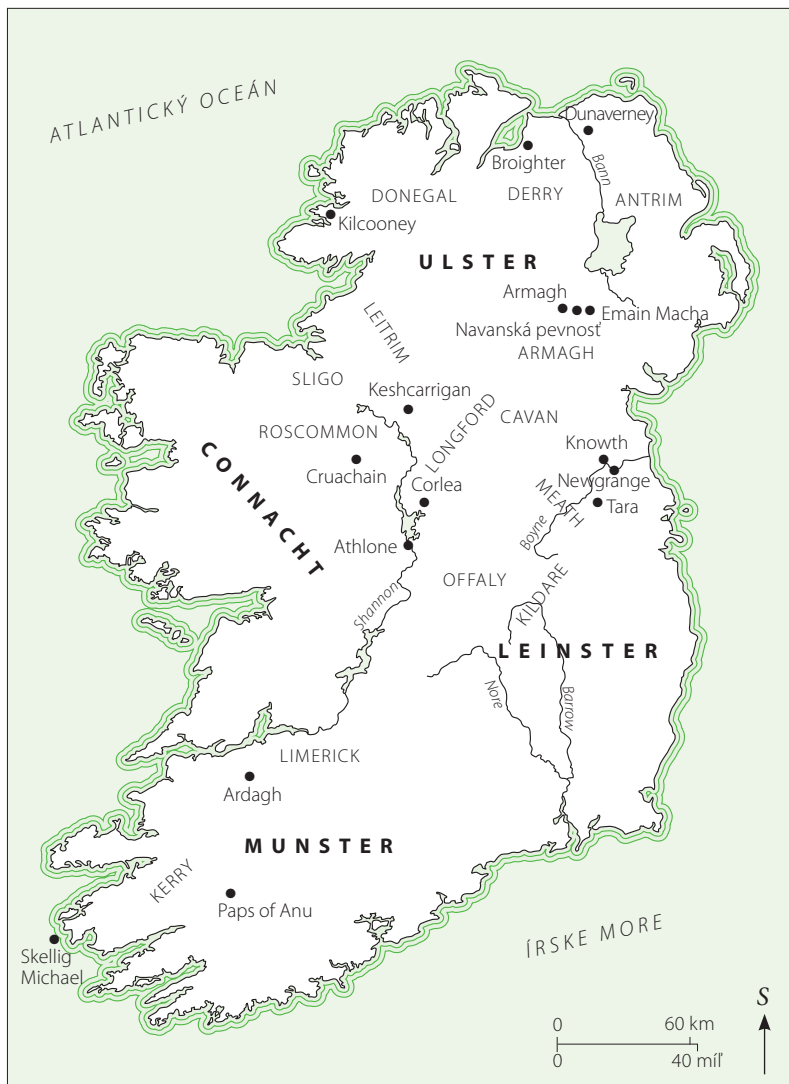 ATLANTICKÝ OCEÁN
Dunaverney
Broighter
Bann
DONEGAL
DERRY
ANTRIM
Kilcooney
ULSTER
Armagh
Emain Macha
Navanská pevnosť
ARMAGH
LEITRIM
SLIGO
Keshcarrigan
LONGFORD
CAVAN
ROSCOMMON
CONNACHT
Cruachain
Knowth
Corlea
Newgrange
MEATH
Tara
Boyne
Athlone
OFFALY
KILDARE
Shannon
LEINSTER
Nore
Barrow
LIMERICK
Ardagh
MUNSTER
KERRY
Paps of Anu
Skellig
Michael
ÍRSKE MORE
S
0 60 km
0 40 míľ